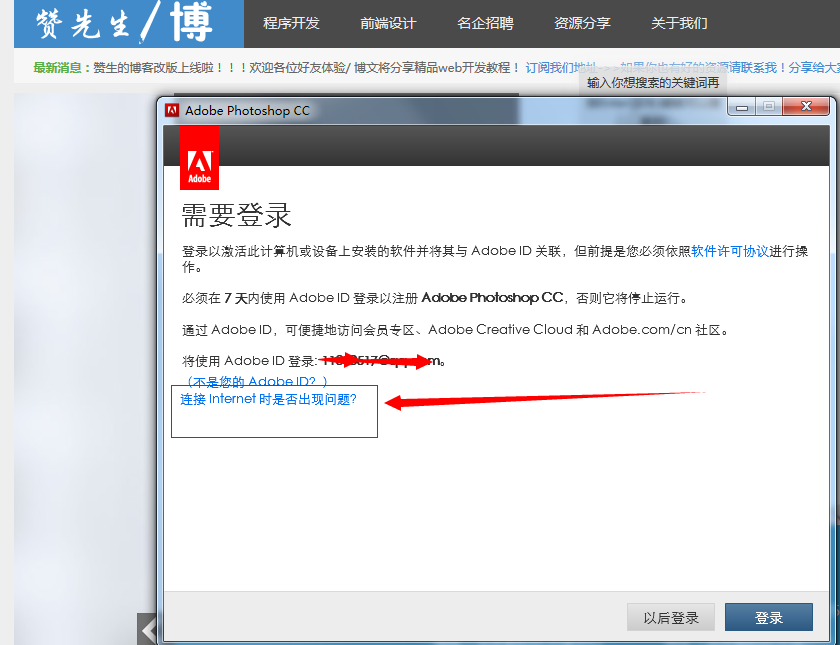 赞先生/博
程序开发
前端设计
名企招聘
资源分享
关于我们
最新消息：赞生的博客改版上线啦！！！欢迎各位好友体验/ 博文将分享精品web开发教程！ 订阅我们地址->>如果你也有好的资源请联系我！分享给大家
输入你想搜索的关键词再
Adobe Photoshop CC
Adobe
需要登录
登录以激活此计算机或设备上安装的软件并将其与 Adobe ID 关联，但前提是您必须依照软件许可协议进行操
作。
必须在 7 天内使用 Adobe ID 登录以注册 Adobe Photoshop CC，否则它将停止运行。
通过 Adobe ID，可便捷地访问会员专区、Adobe Creative Cloud 和 Adobe.com/cn 社区。
将使用 Adobe ID 登录:
（不是您的 Adobe ID？）
连接 Internet 时是否出现问题?
以后登录
登录